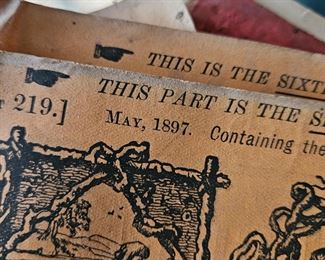 THIS IS THE SIXT
THIS PART IS THE
219.]
MAY, 1897. Containing the